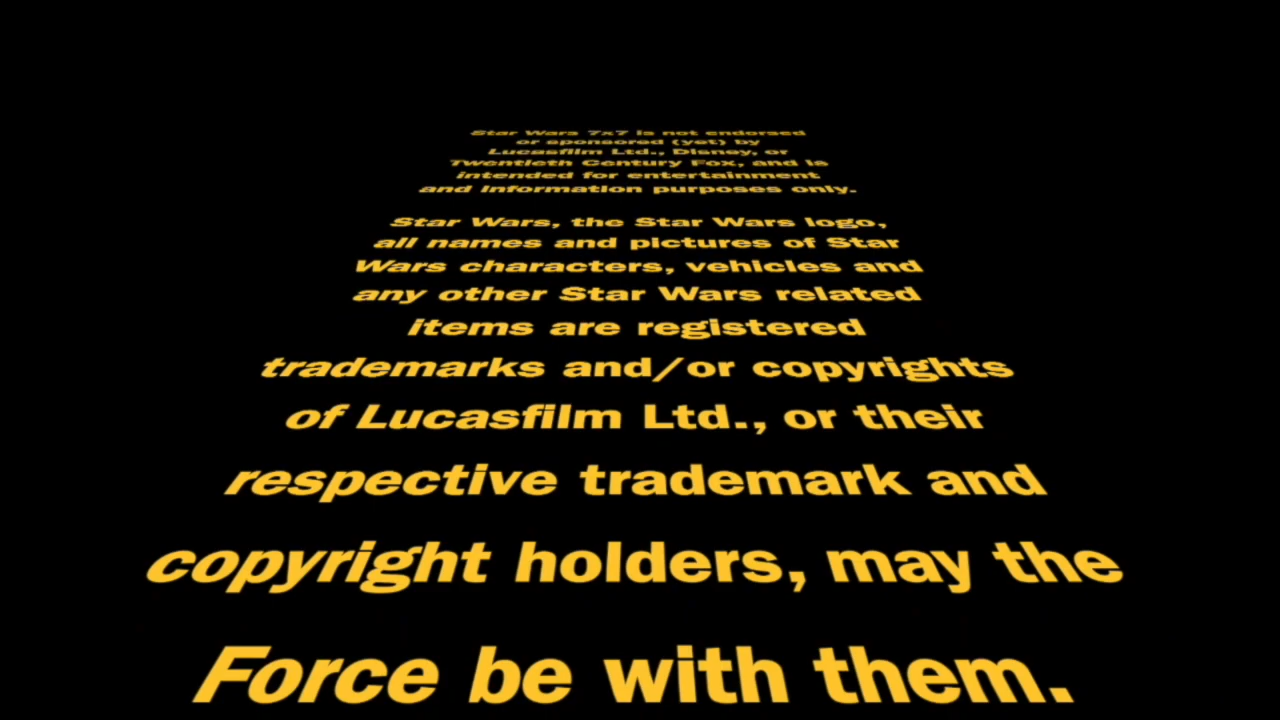 Star Wars 7x7 is not endorsed
or sponsored (yet) by
Lucasfilm Ltd., Disney, or
Twentieth Century Fox, and is
intended for entertainment
and information purposes only.
Star Wars, the Star Wars logo,
all names and pictures of Star
Wars characters, vehicles and
any other Star Wars related
items are registered
trademarks and/or copyrights
of Lucasfilm Ltd., or their
respective trademark and
copyright holders, may the
Force be with them.